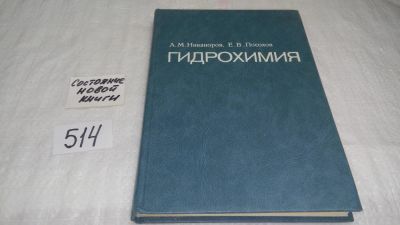 Состояние
новой
книги
514
А.М.Никаноров, Е.В.Посохов
ГИДРОХИМИЯ